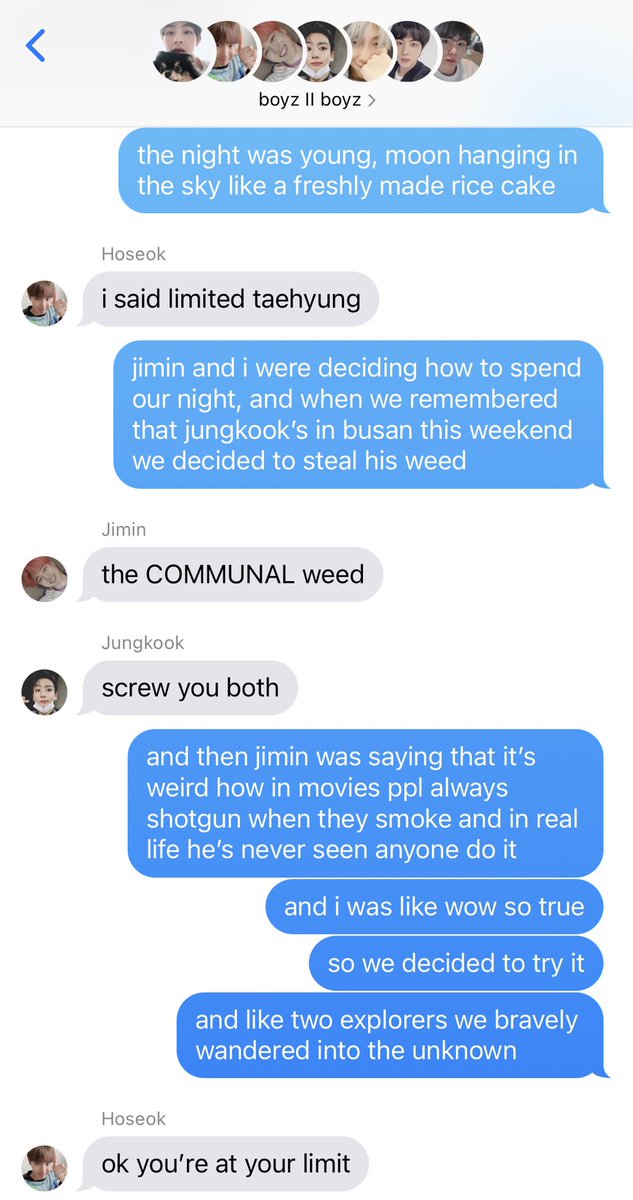 boyz II boyz >
the night was young, moon hanging in
the sky like a freshly made rice cake
Hoseok
i said limited taehyung
jimin and i were deciding how to spend
our night, and when we remembered
that jungkook’s in busan this weekend
we decided to steal his weed
Jimin
the COMMUNAL weed
Jungkook
screw you both
and then jimin was saying that it’s
weird how in movies ppl always
shotgun when they smoke and in real
life he’s never seen anyone do it
and i was like wow so true
so we decided to try it
and like two explorers we bravely
wandered into the unknown
Hoseok
ok you’re at your limit